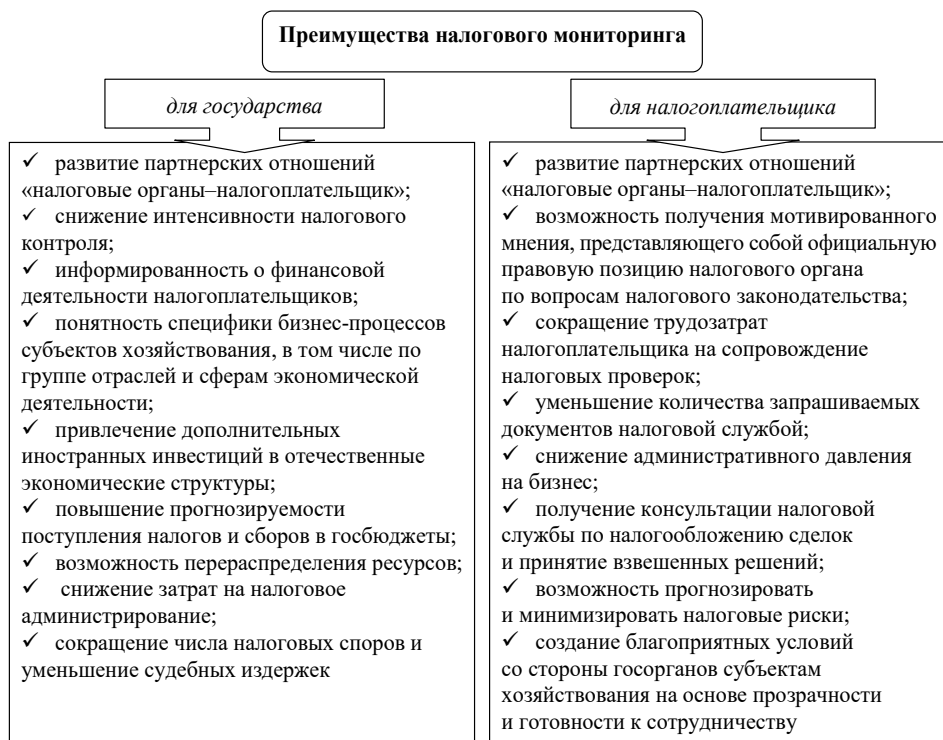 Преимущества налогового мониторинга
для государства
✓ развитие партнерских отношений
«налоговые органы–налогоплательщик»;
✓ снижение интенсивности налогового
контроля;
✓ информированность о финансовой
деятельности налогоплательщиков;
✓ понятность специфики бизнес-процессов
субъектов хозяйствования, в том числе по
группе отраслей и сферам экономической
деятельности;
✓ привлечение дополнительных
иностранных инвестиций в отечественные
экономические структуры;
✓ повышение прогнозируемости
поступления налогов и сборов в госбюджеты;
✓ возможность перераспределения ресурсов;
✓ снижение затрат на налоговое
администрирование;
✓ сокращение числа налоговых споров и
уменьшение судебных издержек
для налогоплательщика
✓ развитие партнерских отношений
«налоговые органы–налогоплательщик»;
✓ возможность получения мотивированного
мнения, представляющего собой официальную
правовую позицию налогового органа
по вопросам налогового законодательства;
✓ сокращение трудозатрат
налогоплательщика на сопровождение
налоговых проверок;
✓ уменьшение количества запрашиваемых
документов налоговой службой;
✓ снижение административного давления
на бизнес;
✓ получение консультации налоговой
службы по налогообложению сделок
и принятие взвешенных решений;
✓ возможность прогнозировать
и минимизировать налоговые риски;
✓ создание благоприятных условий
со стороны госорганов субъектам
хозяйствования на основе прозрачности
и готовности к сотрудничеству